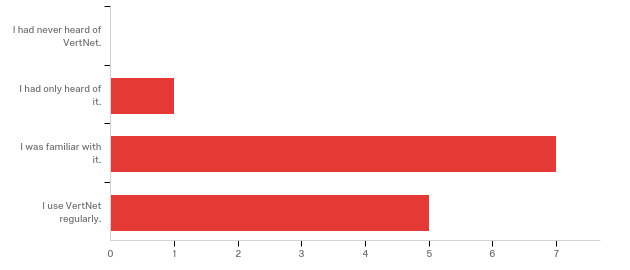 I had never heard of
VertNet.
I had only heard of
it.
I was familiar with
it.
I use VertNet
regularly.
0 1 2 3 4 5 6 7